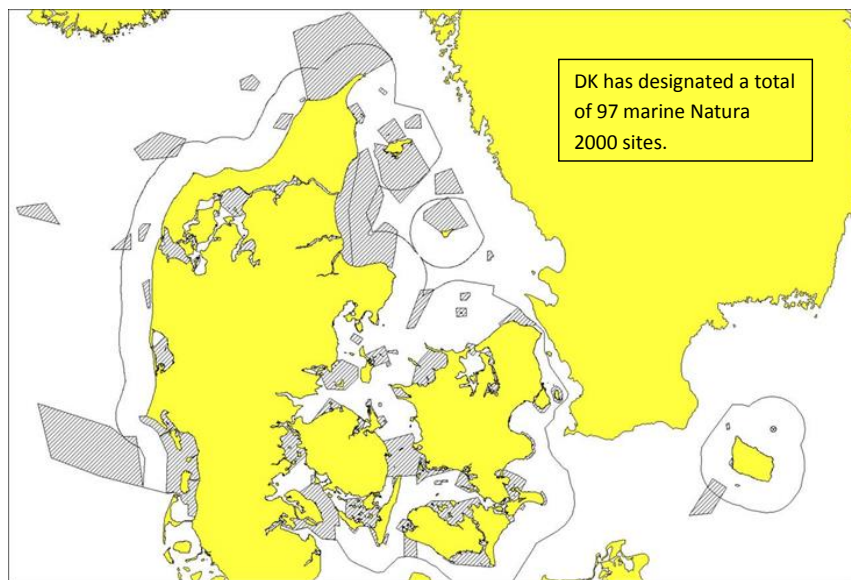 DK has designated a total
of 97 marine Natura
2000 sites.